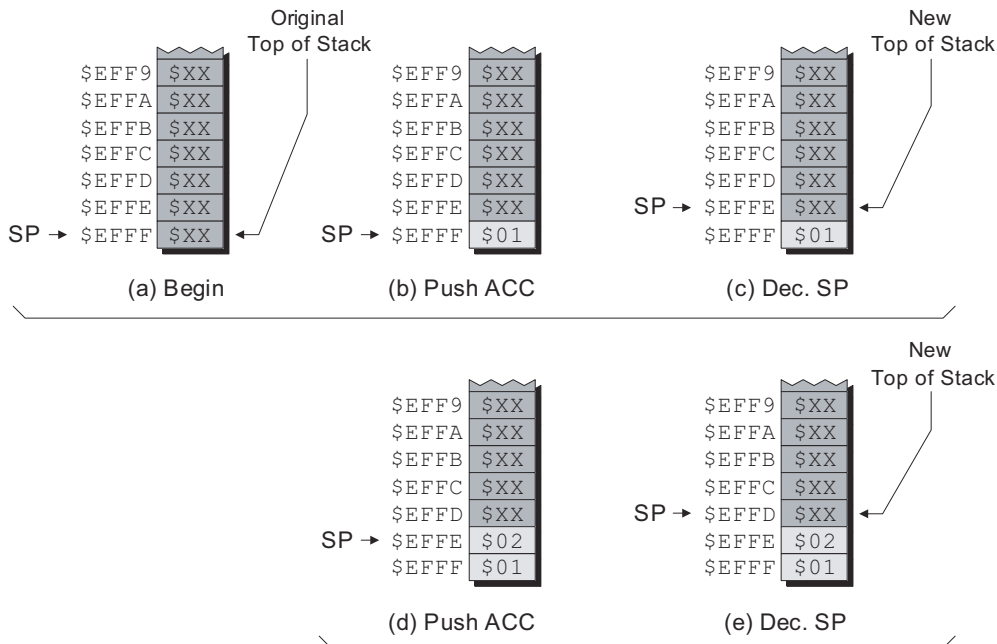 Original
Top of Stack
$EFF9 $XX
$EFFA $XX
$EFFB $XX
$EFFC $XX
$EFFD $XX
$EFFE $XX
SP → $EFFF $XX
(a) Begin
$EFF9 $XX
$EFFA $XX
$EFFB $XX
$EFFC $XX
$EFFD $XX
$EFFE $XX
SP → $EFFF $01
(b) Push ACC
New
Top of Stack
$EFF9 $XX
$EFFA $XX
$EFFB $XX
$EFFC $XX
$EFFD $XX
SP → $EFFE $XX
$EFFF $01
(c) Dec. SP
$EFF9 $XX
$EFFA $XX
$EFFB $XX
$EFFC $XX
$EFFD $XX
SP → $EFFE $02
$EFFF $01
(d) Push ACC
New
Top of Stack
$EFF9 $XX
$EFFA $XX
$EFFB $XX
$EFFC $XX
SP → $EFFD $XX
$EFFE $02
$EFFF $01
(e) Dec. SP